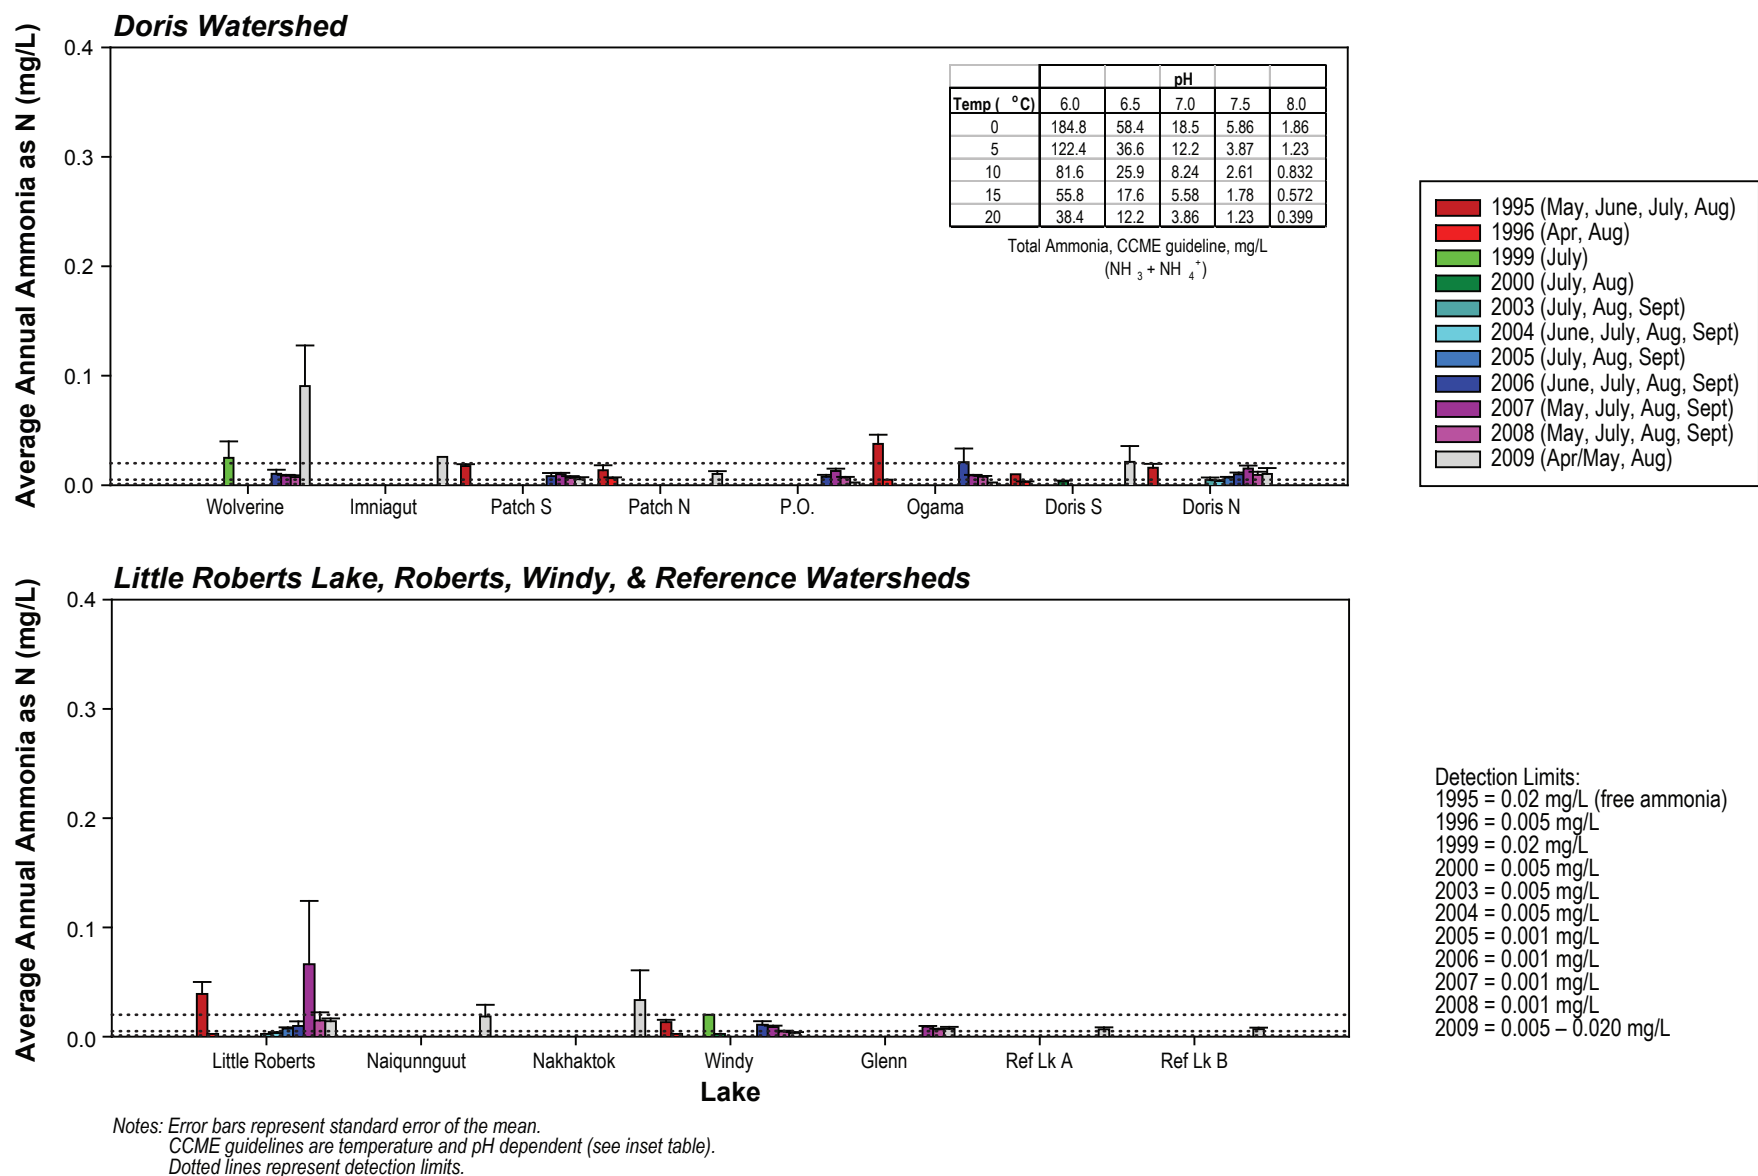 Doris Watershed
Average Annual Ammonia as N (mg/L)
0.4
0.3
0.2
0.1
0.0
pH
Temp ( °C) 6.0 6.5 7.0 7.5 8.0
0 184.8 58.4 18.5 5.86 1.86
5 122.4 36.6 12.2 3.87 1.23
10 81.6 25.9 8.24 2.61 0.832
15 55.8 17.6 5.58 1.78 0.572
20 38.4 12.2 3.86 1.23 0.399
Total Ammonia, CCME guideline, mg/L
(NH 3 + NH 4 +)
Wolverine Imniagut Patch S Patch N P.O. Ogama Doris S Doris N
1995 (May, June, July, Aug)
1996 (Apr, Aug)
1999 (July)
2000 (July, Aug)
2003 (July, Aug, Sept)
2004 (June, July, Aug, Sept)
2005 (July, Aug, Sept)
2006 (June, July, Aug, Sept)
2007 (May, July, Aug, Sept)
2008 (May, July, Aug, Sept)
2009 (Apr/May, Aug)
Little Roberts Lake, Roberts, Windy, & Reference Watersheds
Average Annual Ammonia as N (mg/L)
0.4
0.3
0.2
0.1
0.0
Little Roberts Naiqunnguut Nakhaktok Windy Glenn Ref Lk A Ref Lk B
Lake
Detection Limits:
1995 = 0.02 mg/L (free ammonia)
1996 = 0.005 mg/L
1999 = 0.02 mg/L
2000 = 0.005 mg/L
2003 = 0.005 mg/L
2004 = 0.005 mg/L
2005 = 0.001 mg/L
2006 = 0.001 mg/L
2007 = 0.001 mg/L
2008 = 0.001 mg/L
2009 = 0.005 – 0.020 mg/L
Notes: Error bars represent standard error of the mean.
CCME guidelines are temperature and pH dependent (see inset table).
Dotted lines represent detection limits.